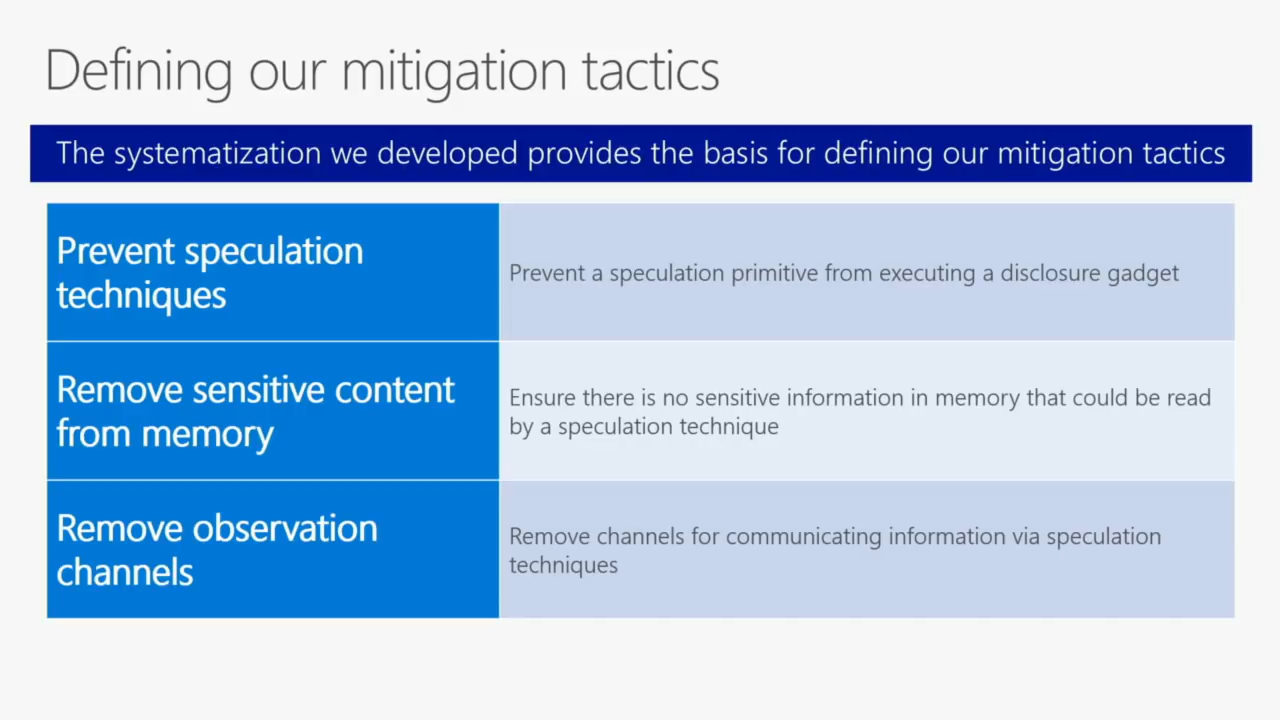 Defining our mitigation tactics
The systematization we developed provides the basis for defining our mitigation tactics
Prevent speculation
techniques
Prevent a speculation primitive from executing a disclosure gadget
Remove sensitive content
from memory
Ensure there is no sensitive information in memory that could be read
by a speculation technique
Remove observation
channels
Remove channels for communicating information via speculation
techniques